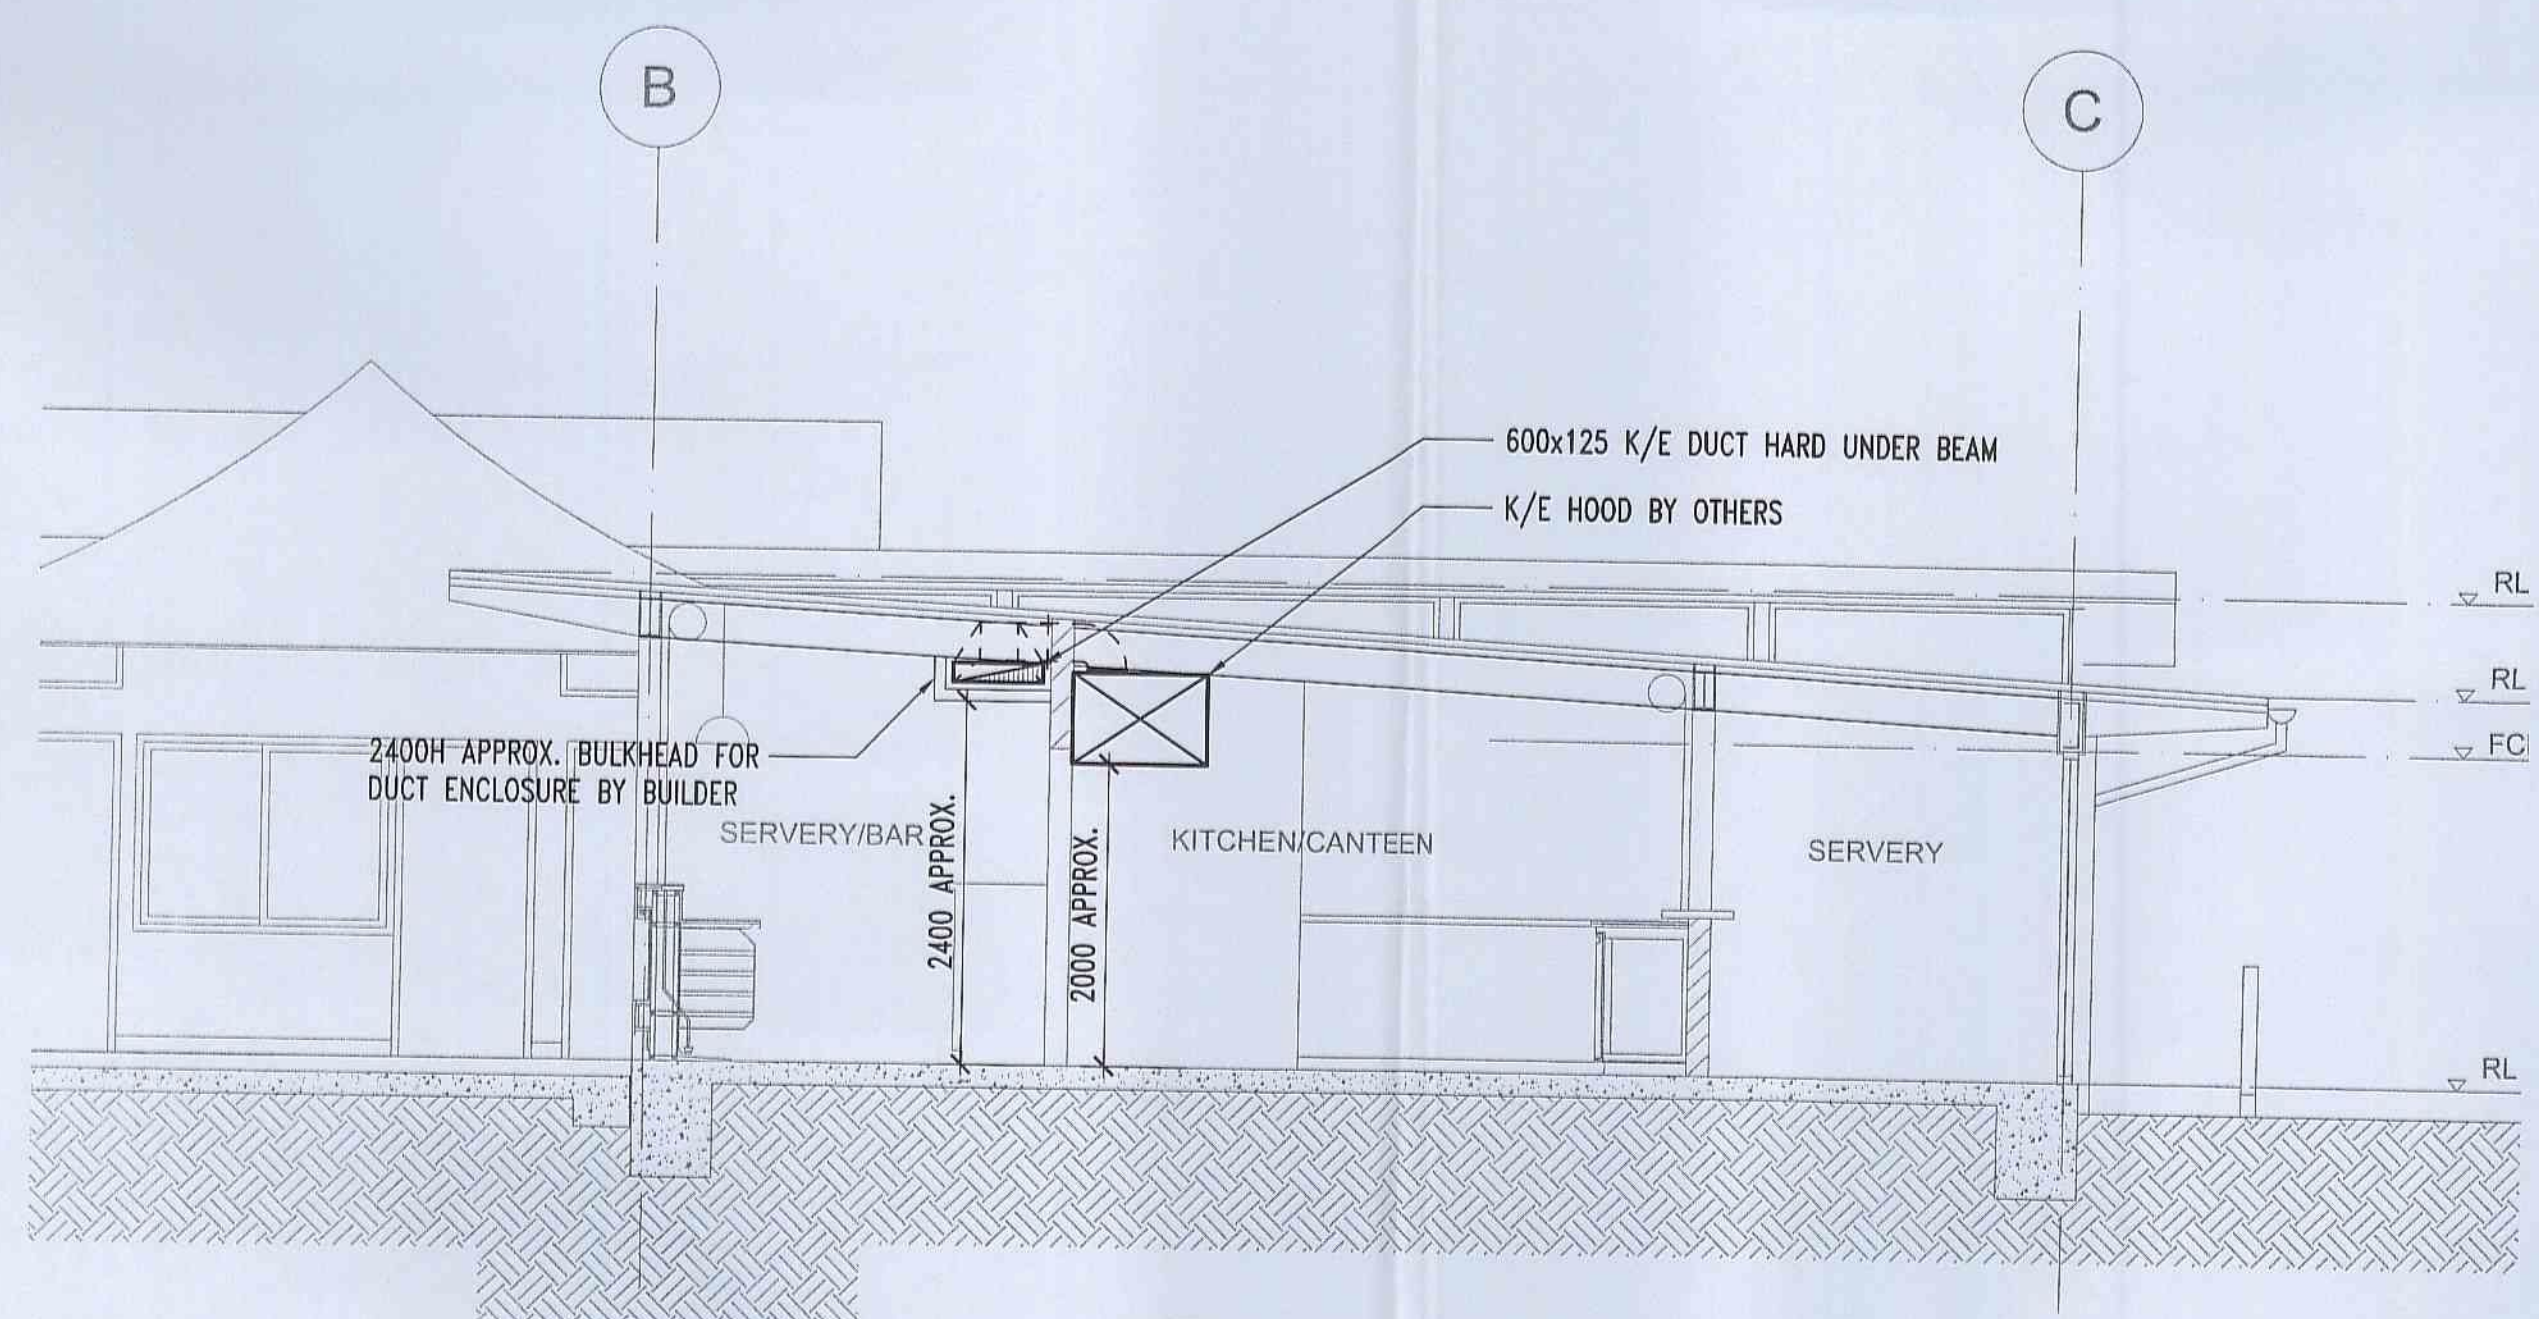 B
C
600x125 K/E DUCT HARD UNDER BEAM
K/E HOOD BY OTHERS
RL
RL
FC
2400H APPROX. BULKHEAD FOR
DUCT ENCLOSURE BY BUILDER
SERVERY/BAR
2400 APPROX.
2000 APPROX.
KITCHEN/CANTEEN
SERVERY
RL